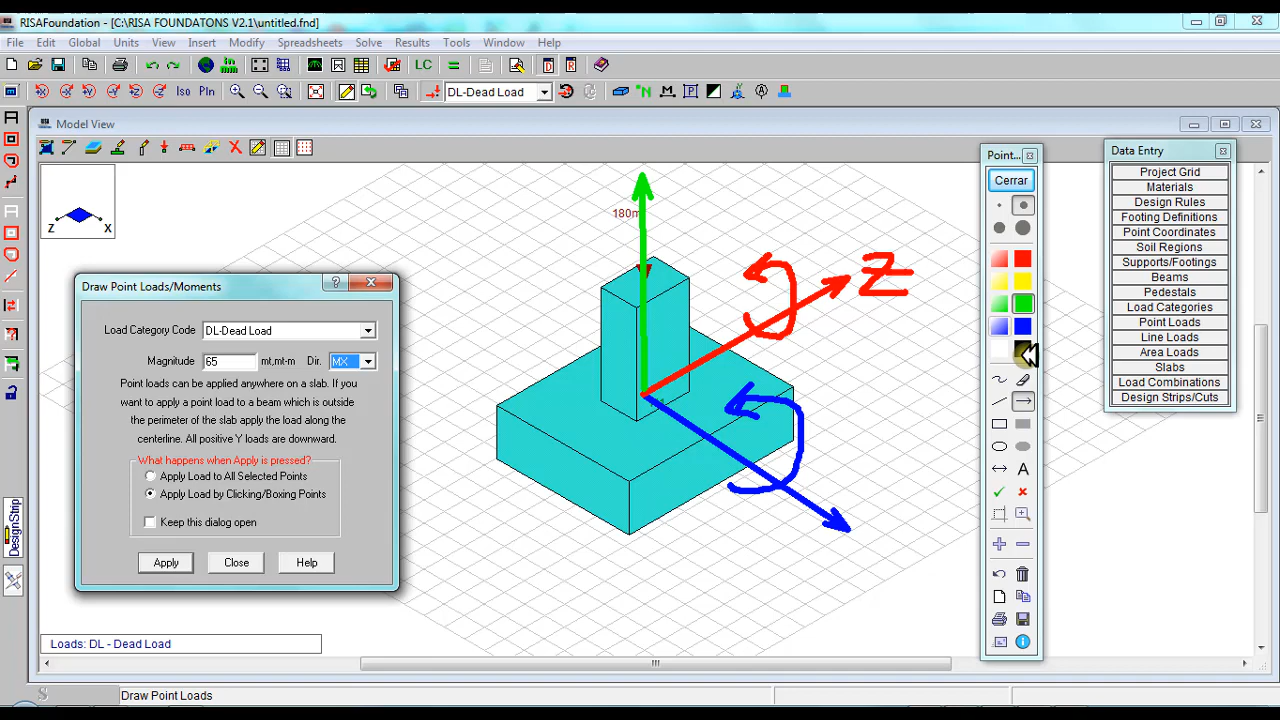 RISAFoundation - [C:\RISA FOUNDATONS V2.1\untitled.fnd]
File Edit Global Units View Insert Modify Spreadsheets Solve Results Tools Window Help
LC
D R
Iso Pln
DL-Dead Load
Model View
Z X
180m
Z
Draw Point Loads/Moments
Load Category Code DL-Dead Load
Magnitude 65 mt,mt-m Dir. MX
Point loads can be applied anywhere on a slab. If you
want to apply a point load to a beam which is outside
the perimeter of the slab apply the load along the
centerline. All positive Y loads are downward.
What happens when Apply is pressed?
Apply Load to All Selected Points
Apply Load by Clicking/Boxing Points
Keep this dialog open
Apply Close Help
Point...
Cerrar
A
Data Entry
Project Grid
Materials
Design Rules
Footing Definitions
Point Coordinates
Soil Regions
Supports/Footings
Beams
Pedestals
Load Categories
Point Loads
Line Loads
Area Loads
Slabs
Load Combinations
Design Strips/Cuts
DesignStrip
Loads: DL - Dead Load
S Draw Point Loads